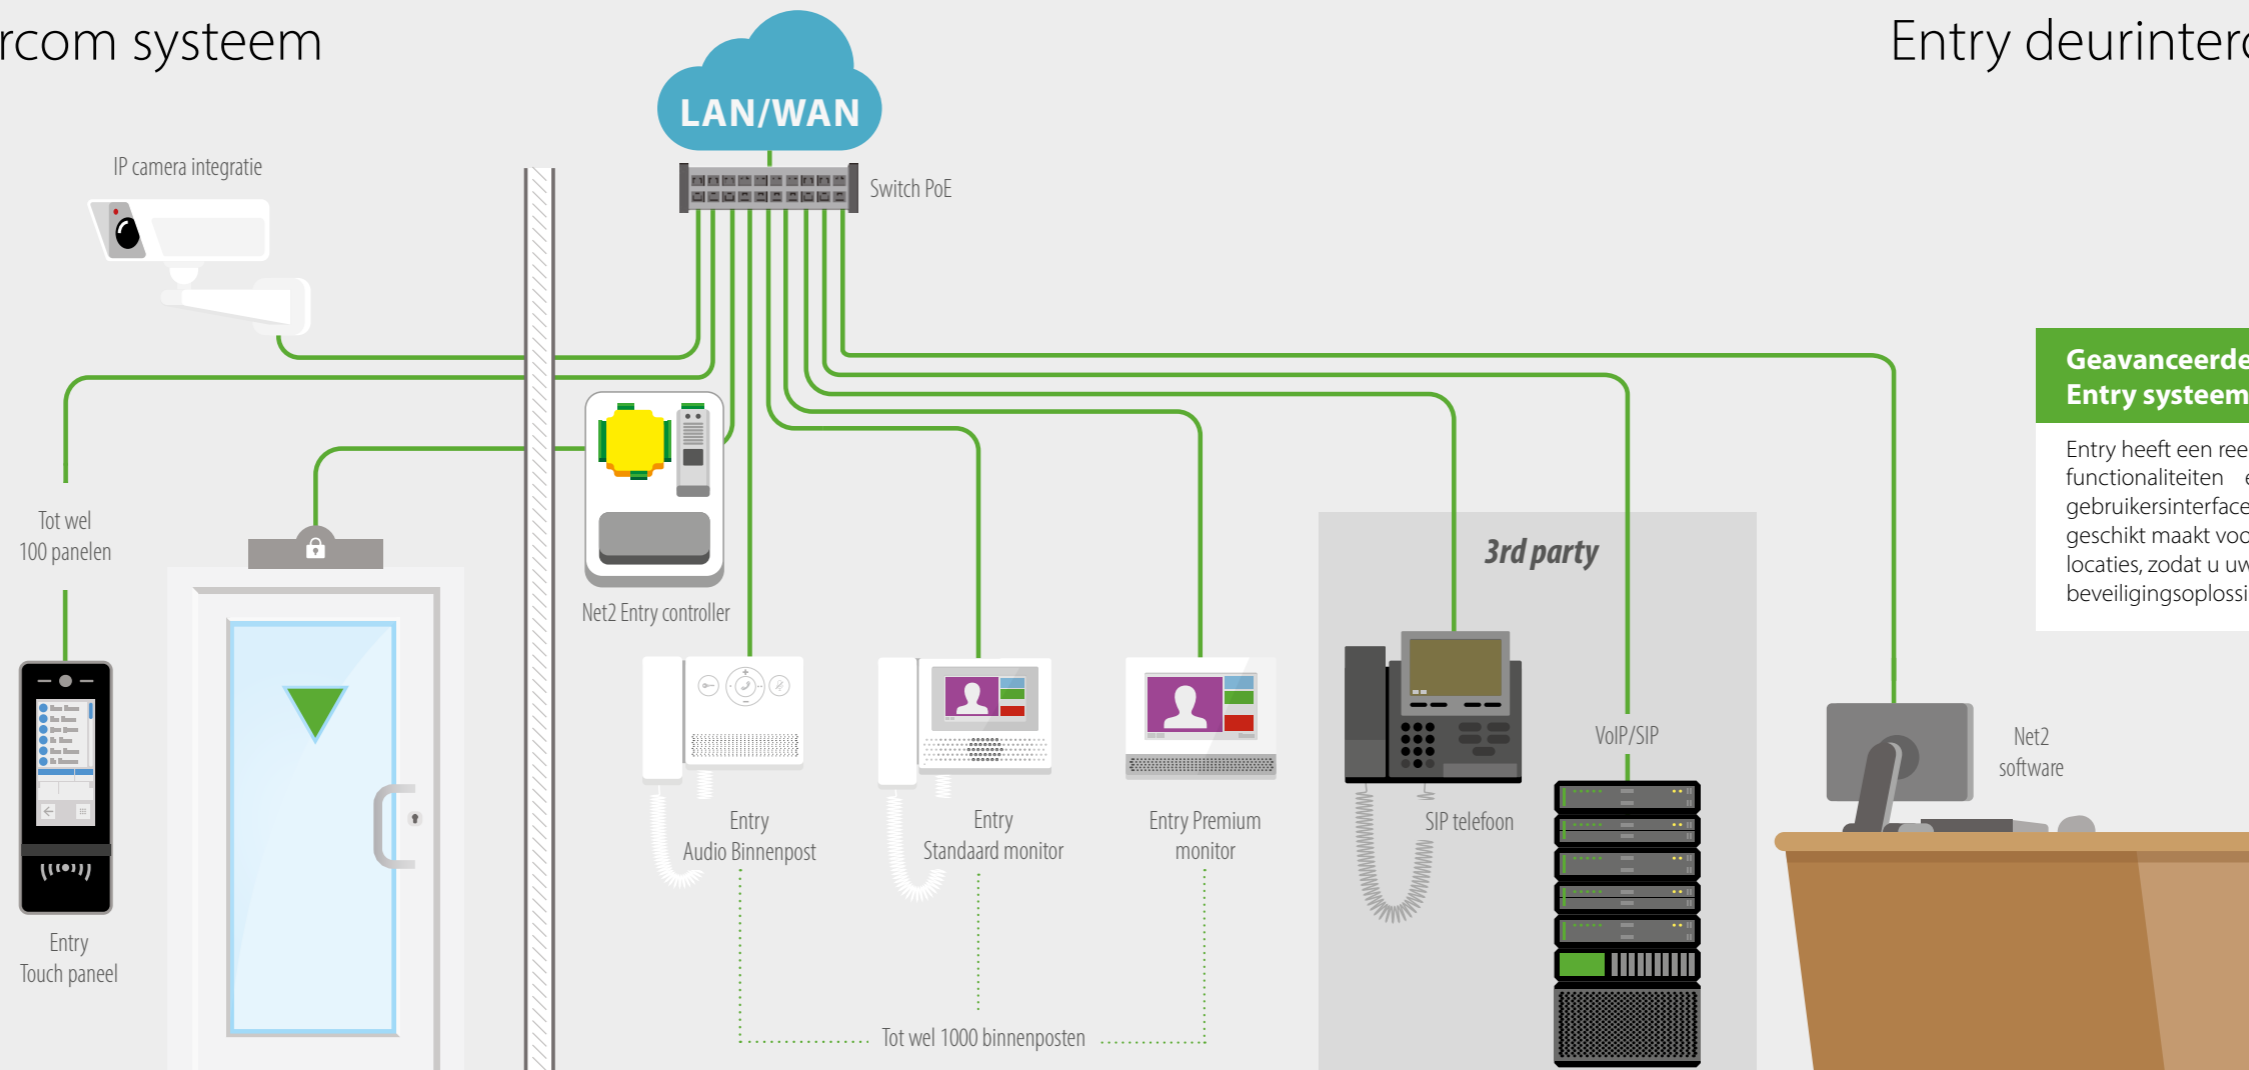 rcom systeem
Entry deurinterc
LAN/WAN
IP camera integratie
Switch PoE
Tot wel
100 panelen
Net2 Entry controller
3rd party
Geavanceerde
Entry systeem
Entry heeft een ree
functionaliteiten e
gebruikersinterface
geschikt maakt voo
locaties, zodat u uw
beveiligingsoplossi
VoIP/SIP
Net2
software
Entry
Audio Binnenpost
Entry
Standaard monitor
Entry Premium
monitor
SIP telefoon
Entry
Touch paneel
Tot wel 1000 binnenposten